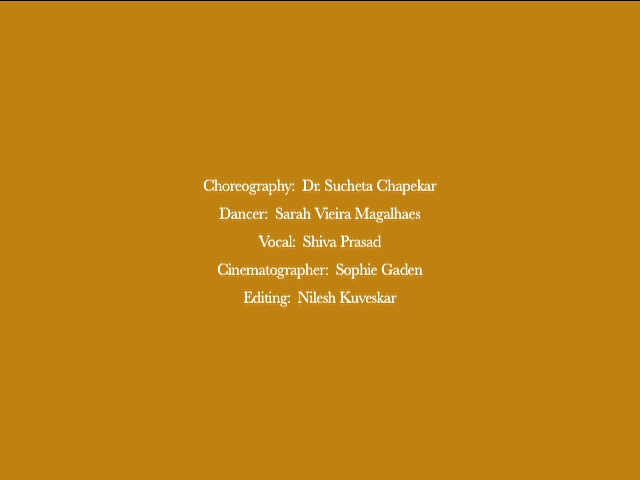 Choreography: Dr. Sucheta Chapekar
Dancer: Sarah Vieira Magalhaes
Vocal: Shiva Prasad
Cinematographer: Sophie Gaden
Editing: Nilesh Kuveskar